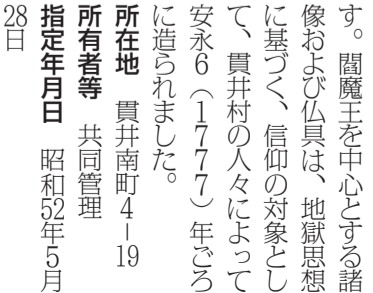 す。閻魔王を中心とする諸
像および仏具は、地獄思想
に基づく、信仰の対象とし
て、貫井村の人々によって
安永6（1777）年ごろ
に造られました。
所在地　貫井南町4－19
所有者等　共同管理
指定年月日　昭和52年5月
28日